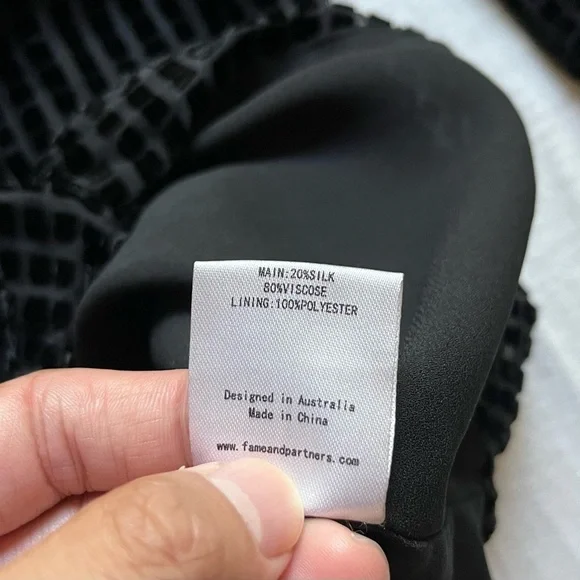 MAIN:20%SILK
80%VISCOSE
LINING:100%POLYESTER
Designed in Australia
Made in China
www.fameandpartners.com